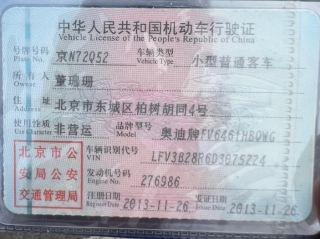 中华人民共和国机动车行驶证
Vehicle License of the People's Republic of China
号牌号码 京N72Q52 车辆类型 小型普通客车
Plate No. Vehicle Type
所有人 董珊珊
Owner
住址 北京市东城区柏树胡同4号
Address
使用性质 非营运 品牌型号 奥迪牌FV6461HBQWG
Use Character Model
北京市公安局公安交通管理局
车辆识别代号 LFV3B28R6D3075224
VIN
发动机号码 276986
Engine No.
注册日期 2013-11-26 发证日期 2013-11-26
Register Date Issue Date